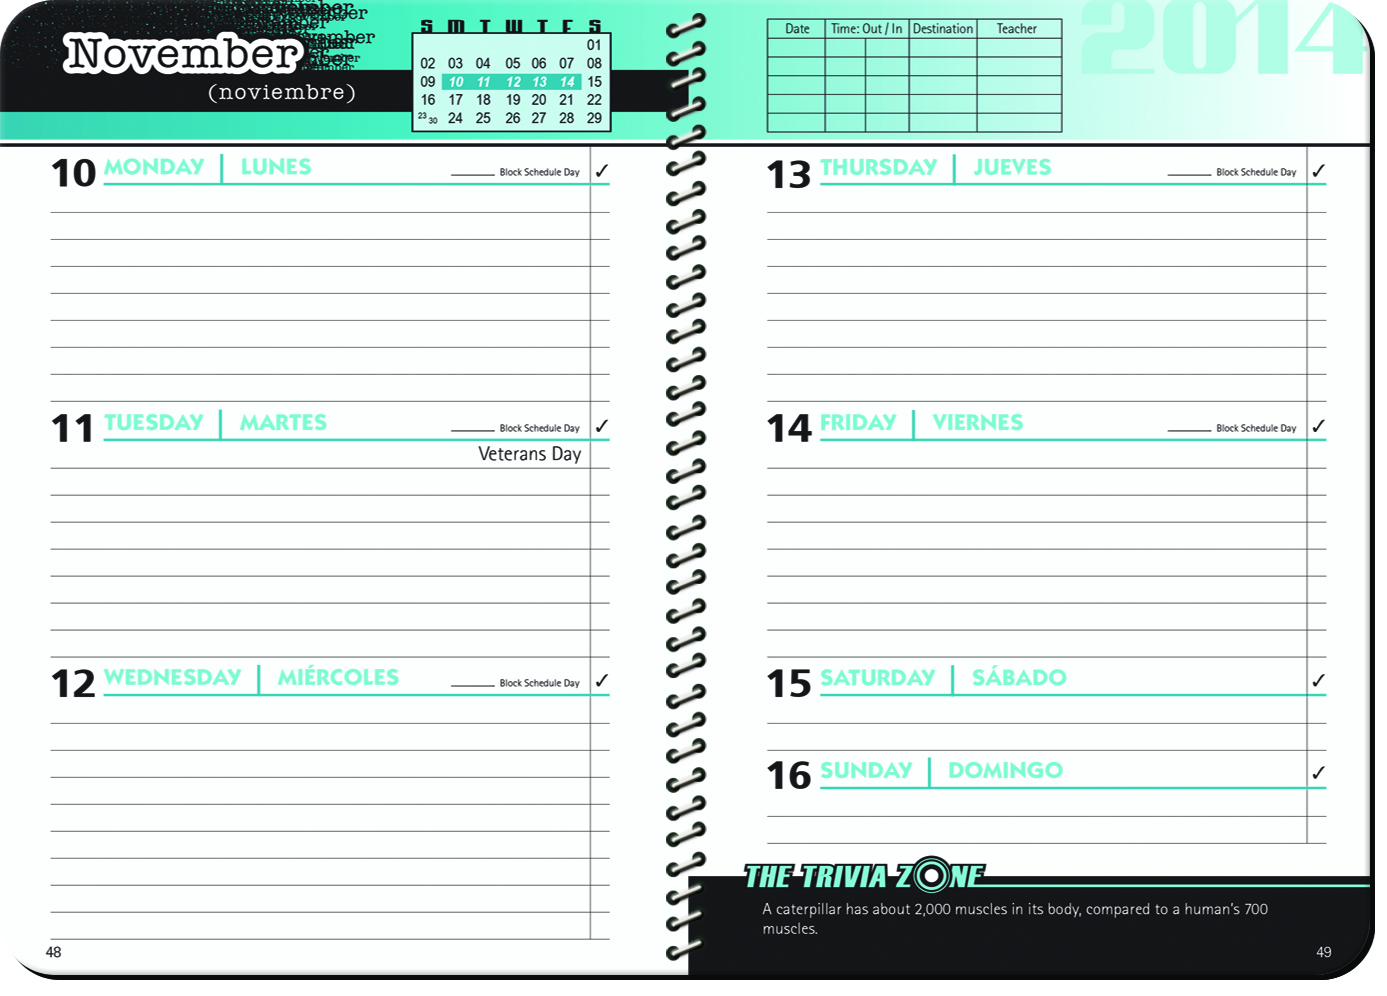 November
(noviembre)
S M T W T F S
01
02 03 04 05 06 07 08
09 10 11 12 13 14 15
16 17 18 19 20 21 22
23 30 24 25 26 27 28 29
10 MONDAY | LUNES Block Schedule Day ✓
11 TUESDAY | MARTES Block Schedule Day ✓
Veterans Day
12 WEDNESDAY | MIÉRCOLES Block Schedule Day ✓
48
Date Time: Out / In Destination Teacher
2014
13 THURSDAY | JUEVES Block Schedule Day ✓
14 FRIDAY | VIERNES Block Schedule Day ✓
15 SATURDAY | SÁBADO ✓
16 SUNDAY | DOMINGO ✓
THE TRIVIA ZONE
A caterpillar has about 2,000 muscles in its body, compared to a human's 700
muscles.
49